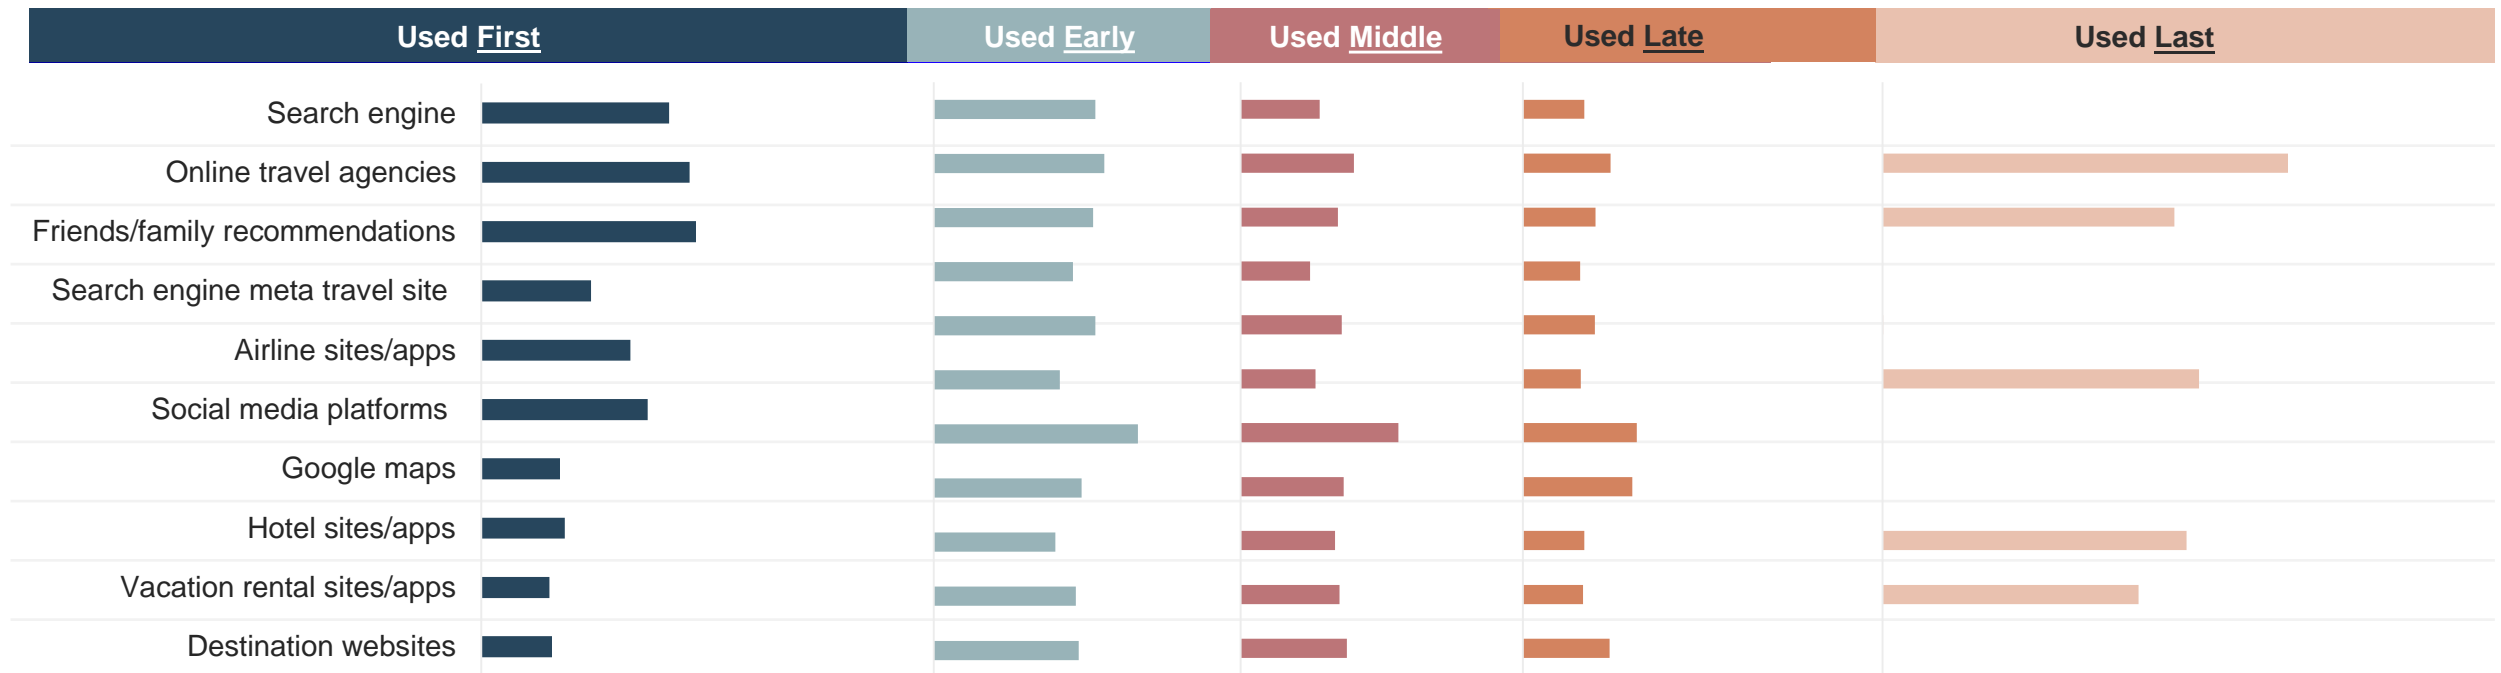 Used First
Used Early
Used Middle
Used Late
Used Last
Search engine
Online travel agencies
Friends/family recommendations
Search engine meta travel site
Airline sites/apps
Social media platforms
Google maps
Hotel sites/apps
Vacation rental sites/apps
Destination websites